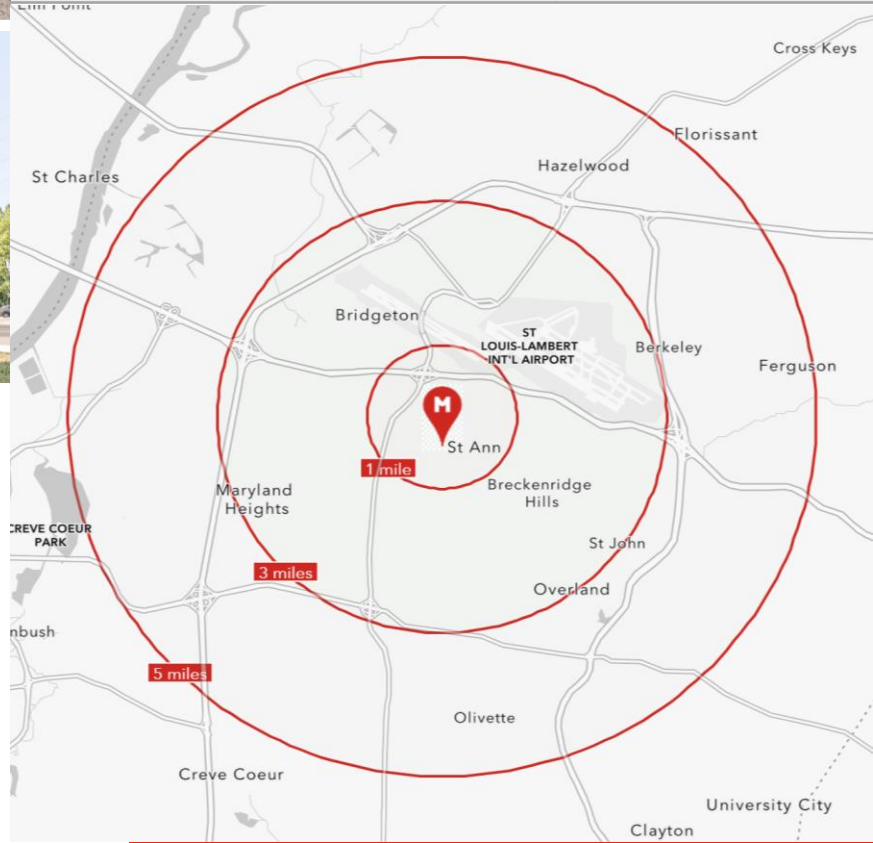 Cross Keys
Florissant
Hazelwood
St Charles
Bridgeton
ST
LOUIS-LAMBERT
INT'L AIRPORT
Berkeley
Ferguson
M
St Ann
1 mile
Breckenridge
Hills
Maryland
Heights
CREVE COEUR
PARK
St John
3 miles
Overland
nbush
5 miles
Olivette
Creve Coeur
University City
Clayton